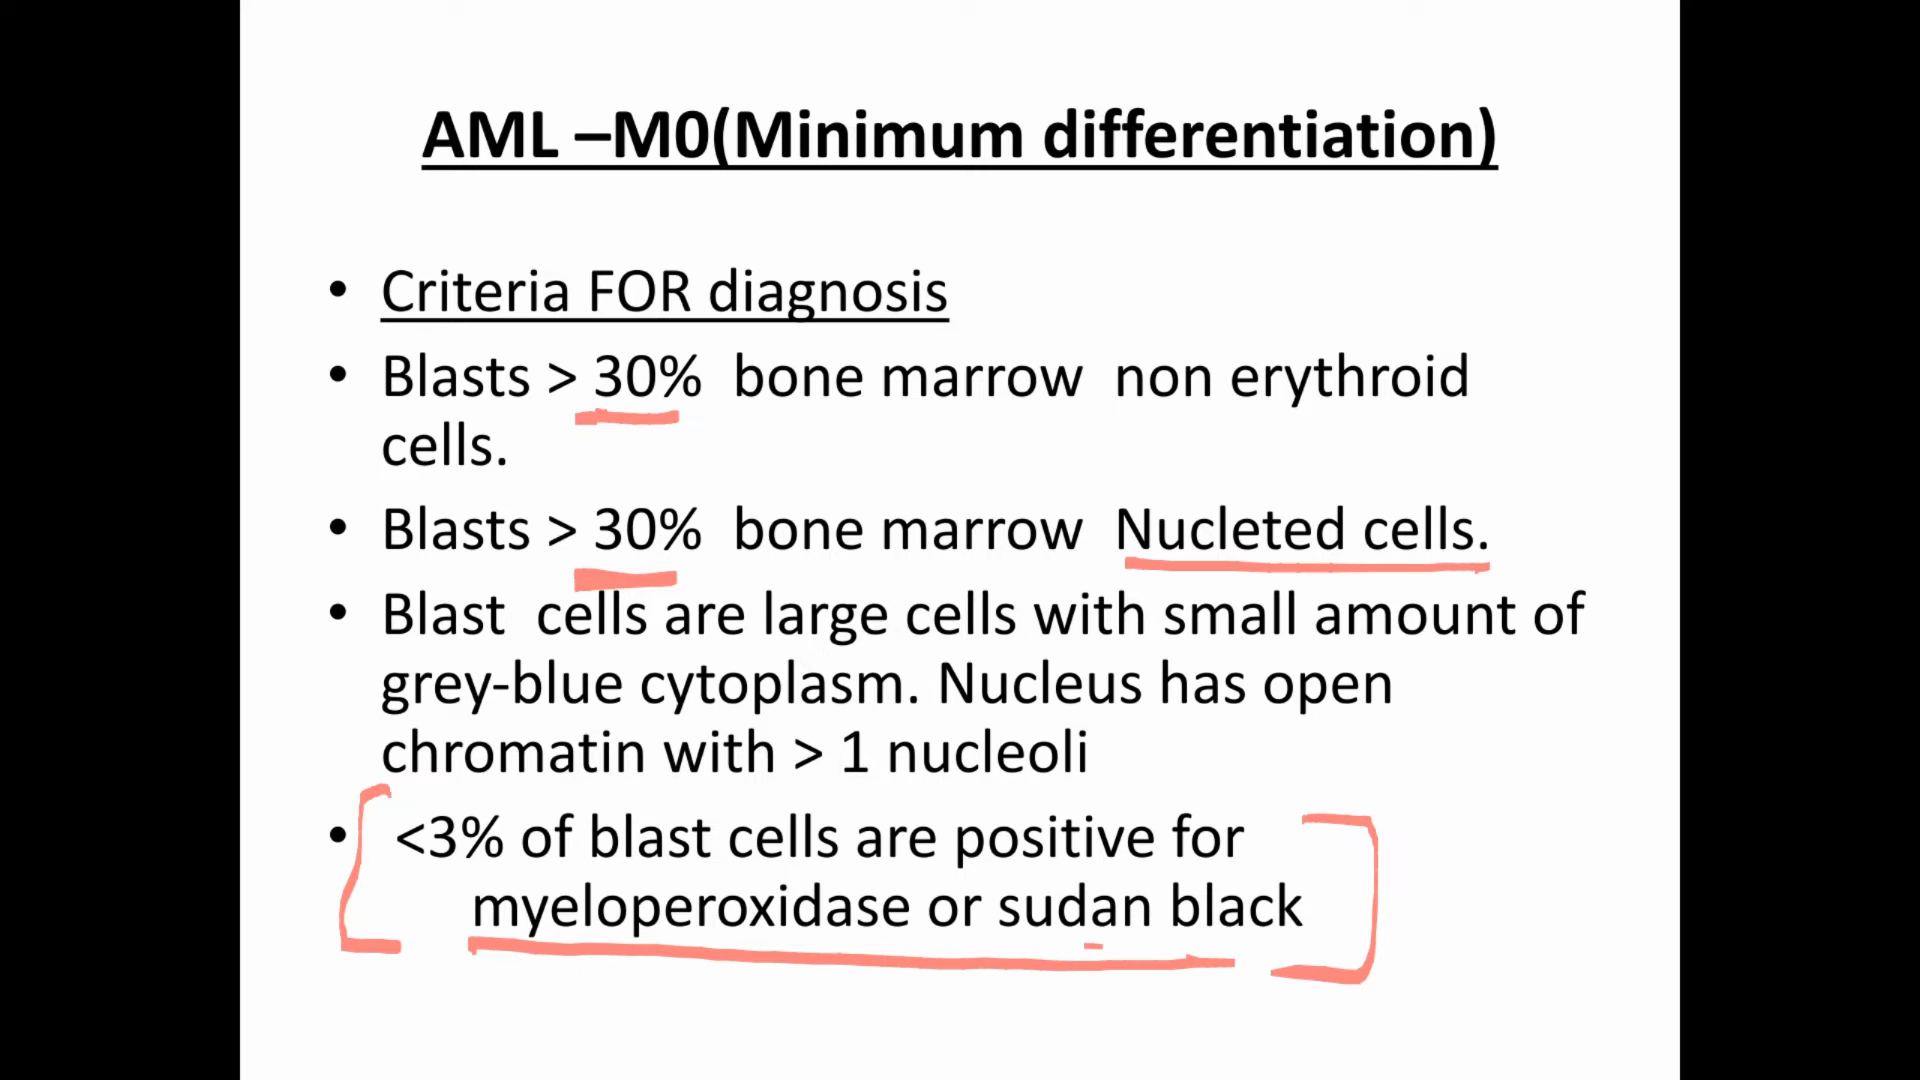 AML –M0(Minimum differentiation)
• Criteria FOR diagnosis
• Blasts > 30% bone marrow non erythroid
cells.
• Blasts > 30% bone marrow Nucleted cells.
• Blast cells are large cells with small amount of
grey-blue cytoplasm. Nucleus has open
chromatin with > 1 nucleoli
• <3% of blast cells are positive for
myeloperoxidase or sudan black